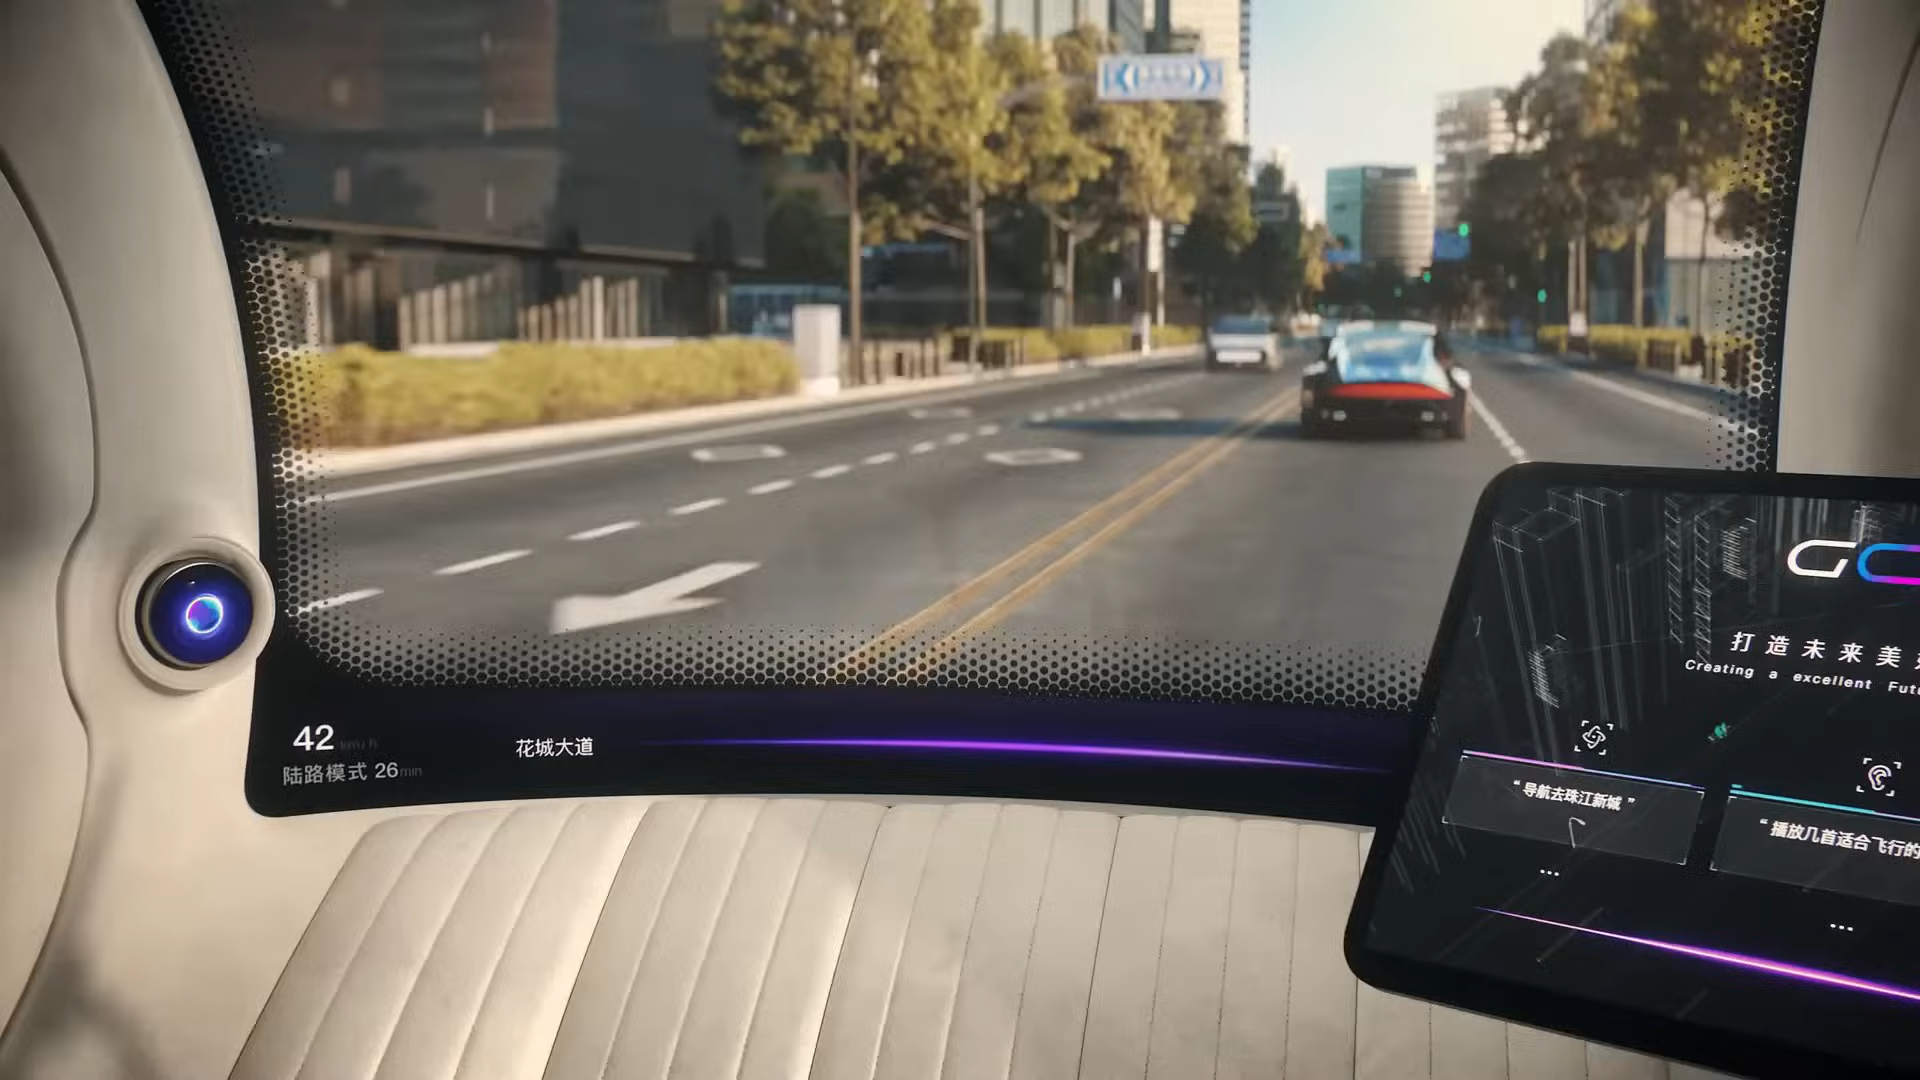 42 km/h
陆路模式 26min
花城大道
打造未来美
Creating a excellent
“ 导航去珠江新城 ”
...
“ 播放几首适合飞行的
...